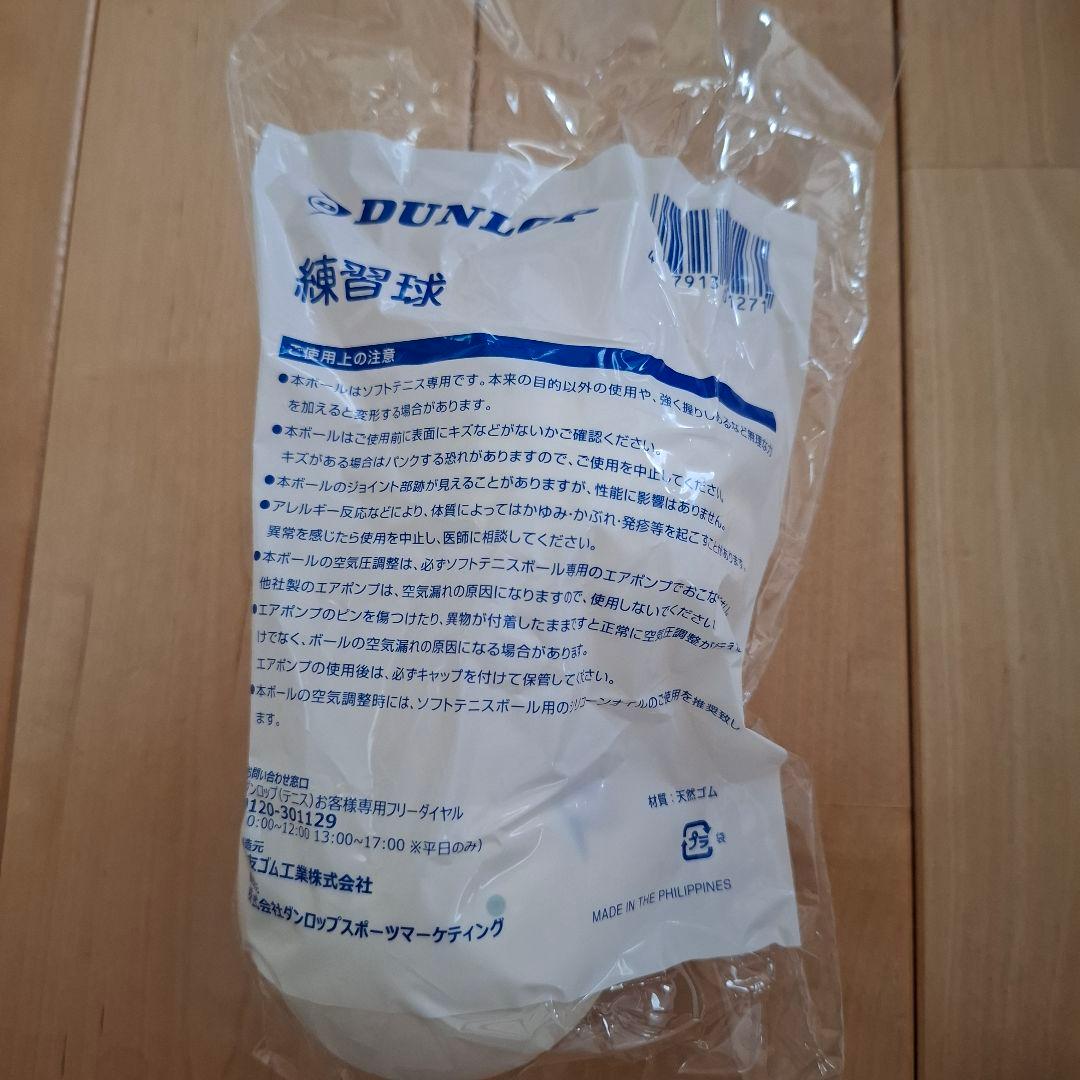 DUNLOP
練習球
4 7913 1271
ご使用上の注意
●本ボールはソフトテニス専用です。本来の目的以外の使用や、強く握りしめるなど無理な力
を加えると変形する場合があります。
●本ボールはご使用前に表面にキズなどがないかご確認ください。
キズがある場合はパンクする恐れがありますので、ご使用を中止してください。
●本ボールのジョイント部跡が見えることがありますが、性能に影響はありません。
●アレルギー反応などにより、体質によってはかゆみ・かぶれ・発疹等を起こすことがあります。
異常を感じたら使用を中止し、医師に相談してください。
●本ボールの空気圧調整は、必ずソフトテニスボール専用のエアポンプでおこな
他社製のエアポンプは、空気漏れの原因になりますので、使用しないでください
●エアポンプのピンを傷つけたり、異物が付着したままですと正常に空気圧調整が
けでなく、ボールの空気漏れの原因になる場合があります。
エアポンプの使用後は、必ずキャップを付けて保管してください。
●本ボールの空気調整時には、ソフトテニスボール用のシリコーンオイルのご使用を推奨致し
ます。
お問い合わせ窓口
ダンロップ(テニス)お客様専用フリーダイヤル
0120-301129
0:00~12:00 13:00~17:00 ※平日のみ)
造元
友ゴム工業株式会社
式会社ダンロップスポーツマーケティング
材質:天然ゴム
プラ 袋
MADE IN THE PHILIPPINES